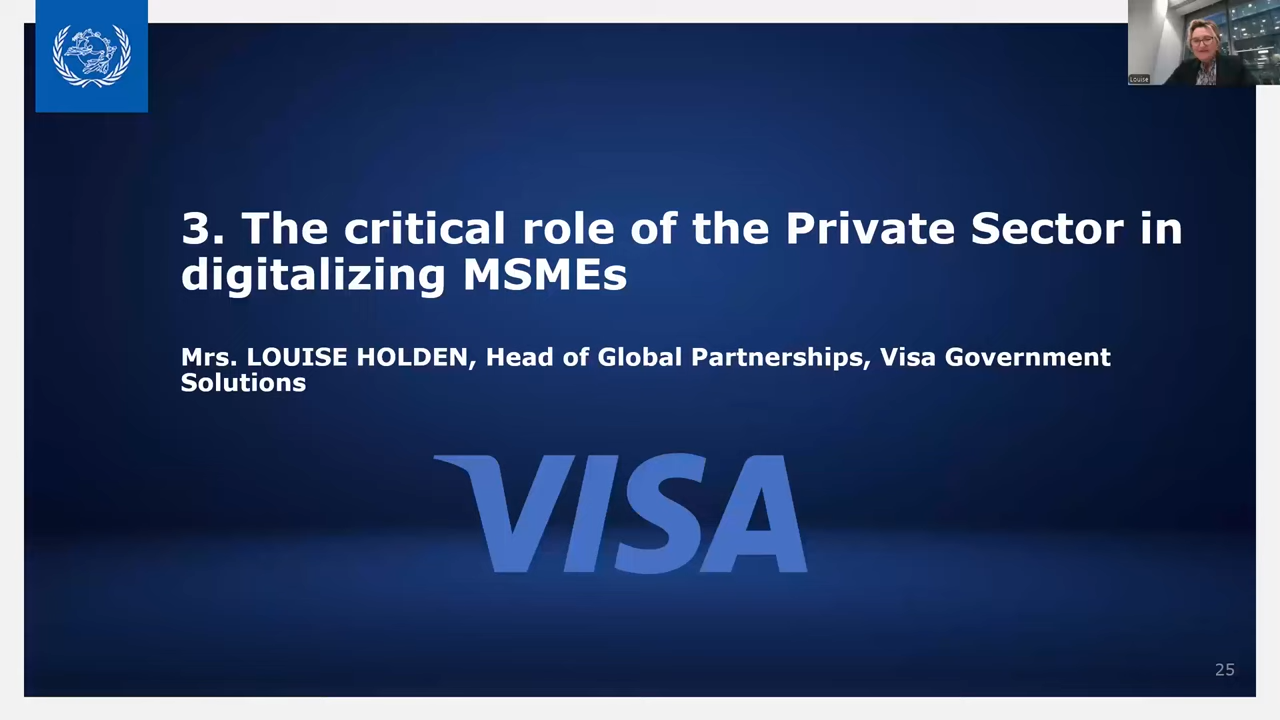 Louise
3. The critical role of the Private Sector in
digitalizing MSMEs
Mrs. LOUISE HOLDEN, Head of Global Partnerships, Visa Government
Solutions
VISA
25